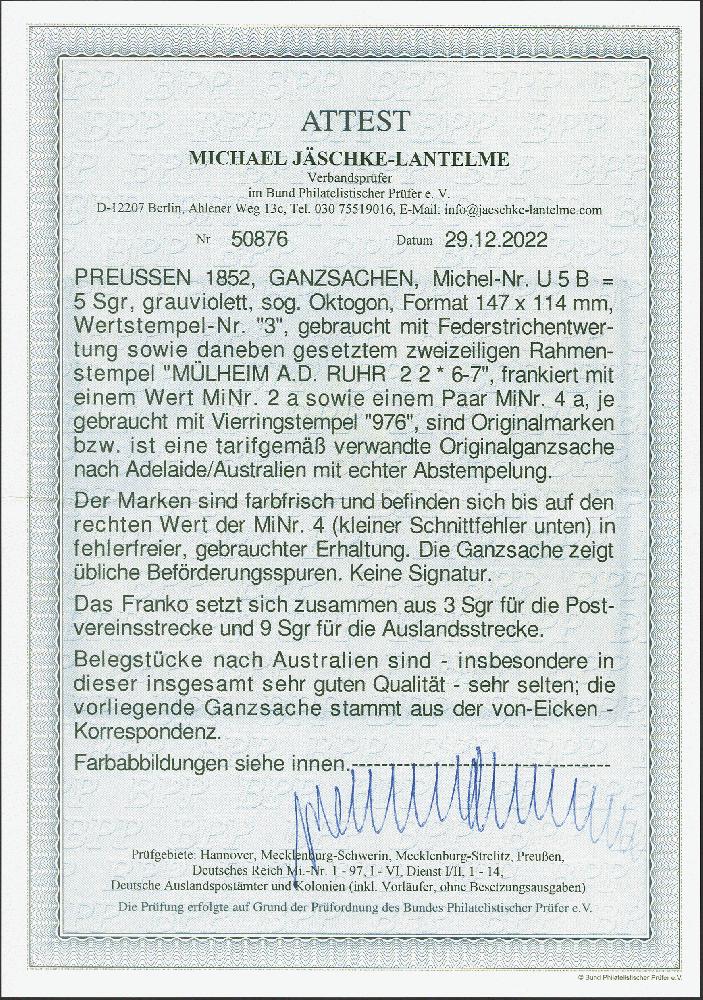 ATTEST
MICHAEL JÄSCHKE-LANTELME
Verbandsprüfer
im Bund Philatelistischer Prüfer e. V.
D-12207 Berlin, Ahlener Weg 13c, Tel. 030 75519016, E-Mail: info@jaeschke-lantelme.com
Nr 50876 Datum 29.12.2022
PREUSSEN 1852, GANZSACHEN, Michel-Nr. U 5 B =
5 Sgr, grauviolett, sog. Oktogon, Format 147 x 114 mm,
Wertstempel-Nr. "3", gebraucht mit Federstrichentwer-
tung sowie daneben gesetztem zweizeiligen Rahmen-
stempel "MÜLHEIM A.D. RUHR 2 2 * 6-7", frankiert mit
einem Wert MiNr. 2 a sowie einem Paar MiNr. 4 a, je
gebraucht mit Vierringstempel "976", sind Originalmarken
bzw. ist eine tarifgemäß verwandte Originalganzsache
nach Adelaide/Australien mit echter Abstempelung.
Der Marken sind farbfrisch und befinden sich bis auf den
rechten Wert der MiNr. 4 (kleiner Schnittfehler unten) in
fehlerfreier, gebrauchter Erhaltung. Die Ganzsache zeigt
übliche Beförderungsspuren. Keine Signatur.
Das Franko setzt sich zusammen aus 3 Sgr für die Post-
vereinsstrecke und 9 Sgr für die Auslandsstrecke.
Belegstücke nach Australien sind - insbesondere in
dieser insgesamt sehr guten Qualität - sehr selten; die
vorliegende Ganzsache stammt aus der von-Eicken -
Korrespondenz.
Farbabbildungen siehe innen.------------------------------
Prüfgebiete: Hannover, Mecklenburg-Schwerin, Mecklenburg-Strelitz, Preußen,
Deutsches Reich Mi.-Nr. 1 - 97, I - VI, Dienst I/II, 1 - 14,
Deutsche Auslandspostämter und Kolonien (inkl. Vorläufer, ohne Besetzungsausgaben)
Die Prüfung erfolgte auf Grund der Prüfordnung des Bundes Philatelistischer Prüfer e.V.
© Bund Philatelistischer Prüfer e.V.